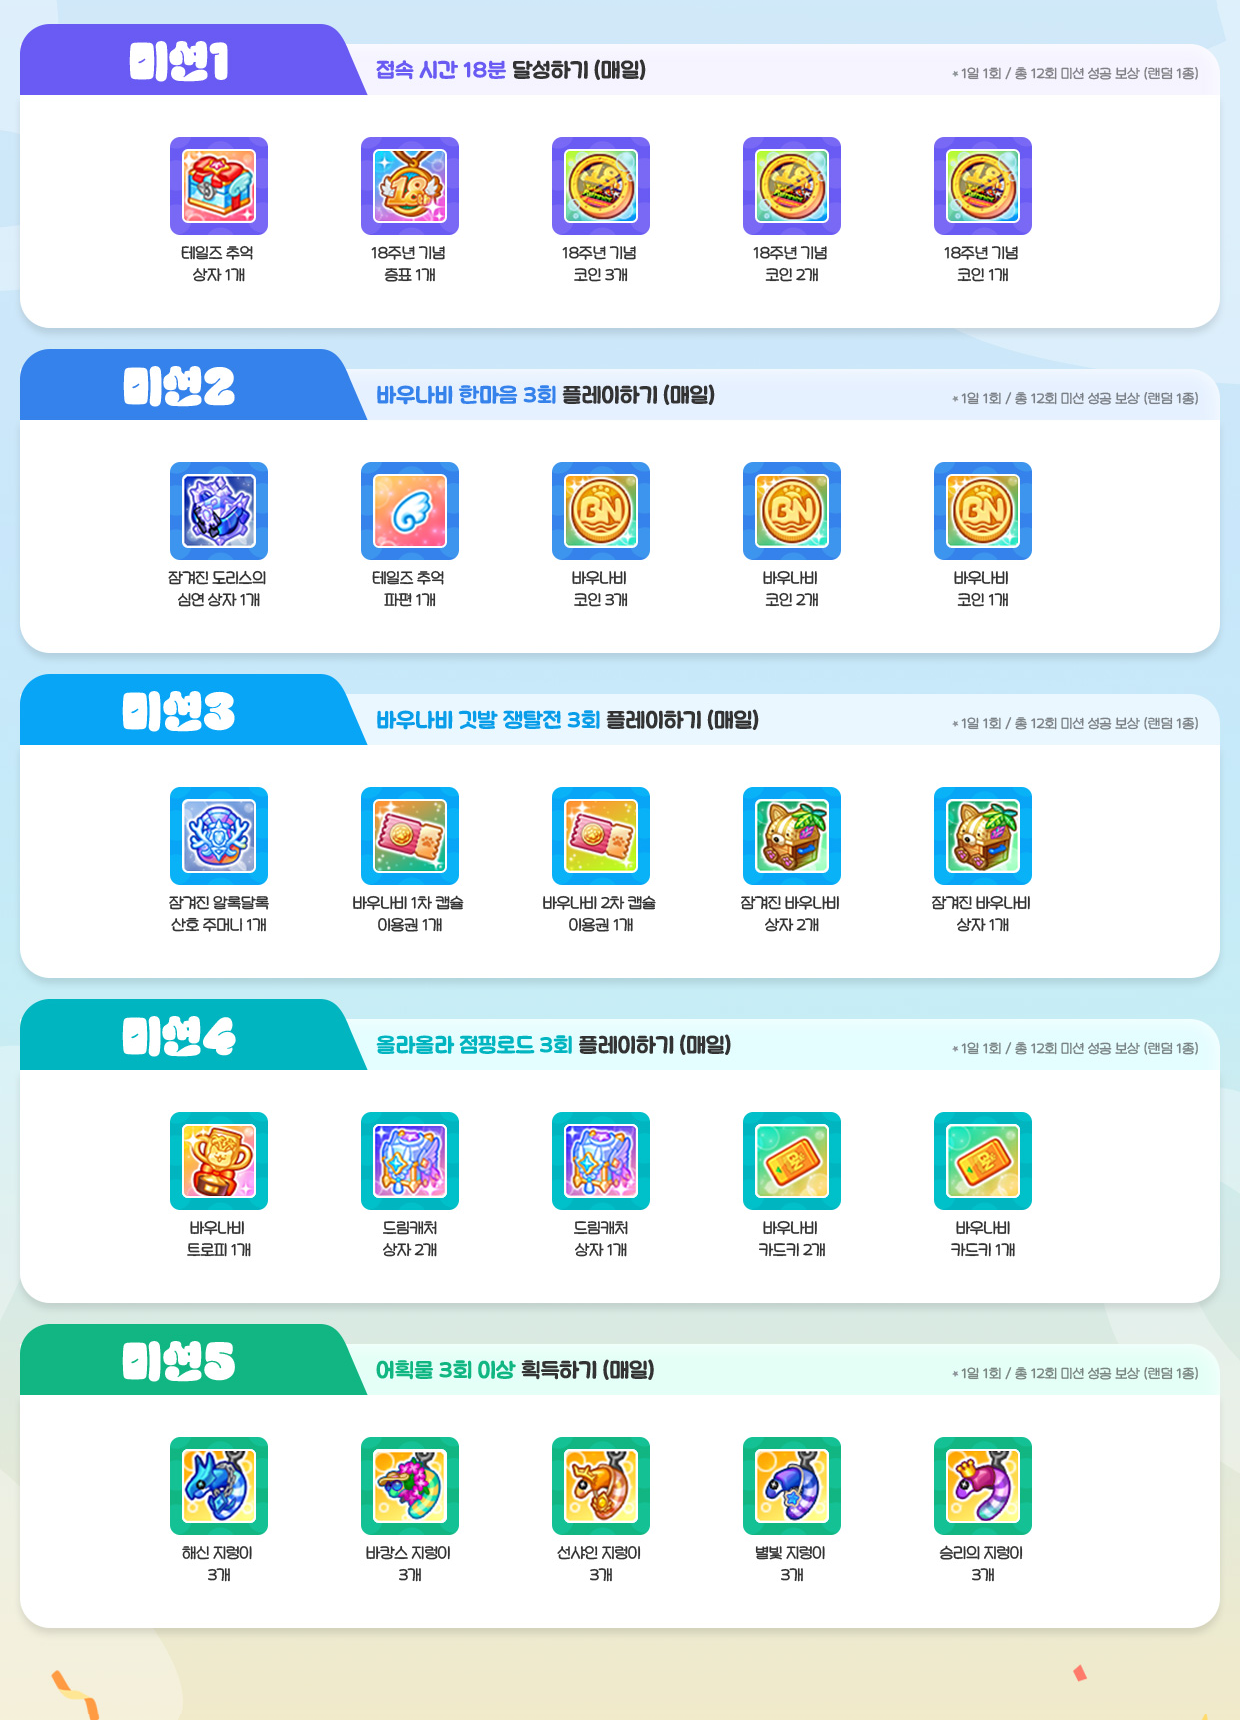 미션1
접속 시간 18분 달성하기 (매일)
* 1일 1회 / 총 12회 미션 성공 보상 (랜덤 1종)
테일즈 추억
상자 1개
18주년 기념
증표 1개
18주년 기념
코인 3개
18주년 기념
코인 2개
18주년 기념
코인 1개
미션2
바우나비 한마음 3회 플레이하기 (매일)
* 1일 1회 / 총 12회 미션 성공 보상 (랜덤 1종)
잠겨진 도리스의
심연 상자 1개
테일즈 추억
파편 1개
바우나비
코인 3개
바우나비
코인 2개
바우나비
코인 1개
미션3
바우나비 깃발 쟁탈전 3회 플레이하기 (매일)
* 1일 1회 / 총 12회 미션 성공 보상 (랜덤 1종)
잠겨진 알록달록
산호 주머니 1개
바우나비 1차 캡슐
이용권 1개
바우나비 2차 캡슐
이용권 1개
잠겨진 바우나비
상자 2개
잠겨진 바우나비
상자 1개
미션4
올라올라 점핑로드 3회 플레이하기 (매일)
* 1일 1회 / 총 12회 미션 성공 보상 (랜덤 1종)
바우나비
트로피 1개
드림캐처
상자 2개
드림캐처
상자 1개
바우나비
카드키 2개
바우나비
카드키 1개
미션5
어획물 3회 이상 획득하기 (매일)
* 1일 1회 / 총 12회 미션 성공 보상 (랜덤 1종)
해신 지렁이
3개
바캉스 지렁이
3개
선샤인 지렁이
3개
별빛 지렁이
3개
승리의 지렁이
3개